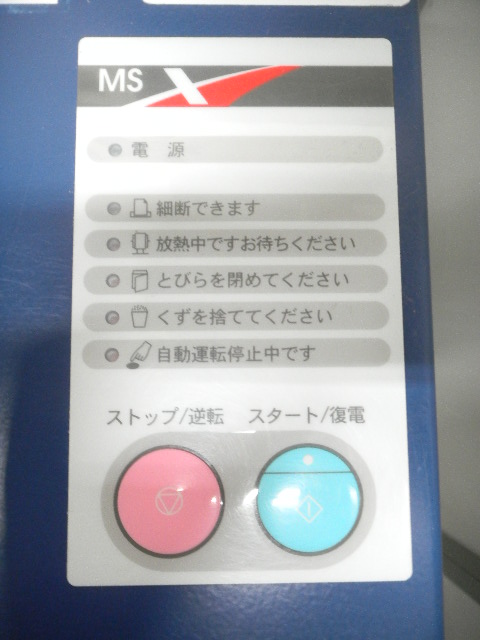 MS X
電 源
細断できます
放熱中ですお待ちください
とびらを閉めてください
くずを捨ててください
自動運転停止中です
ストップ/逆転 スタート/復電